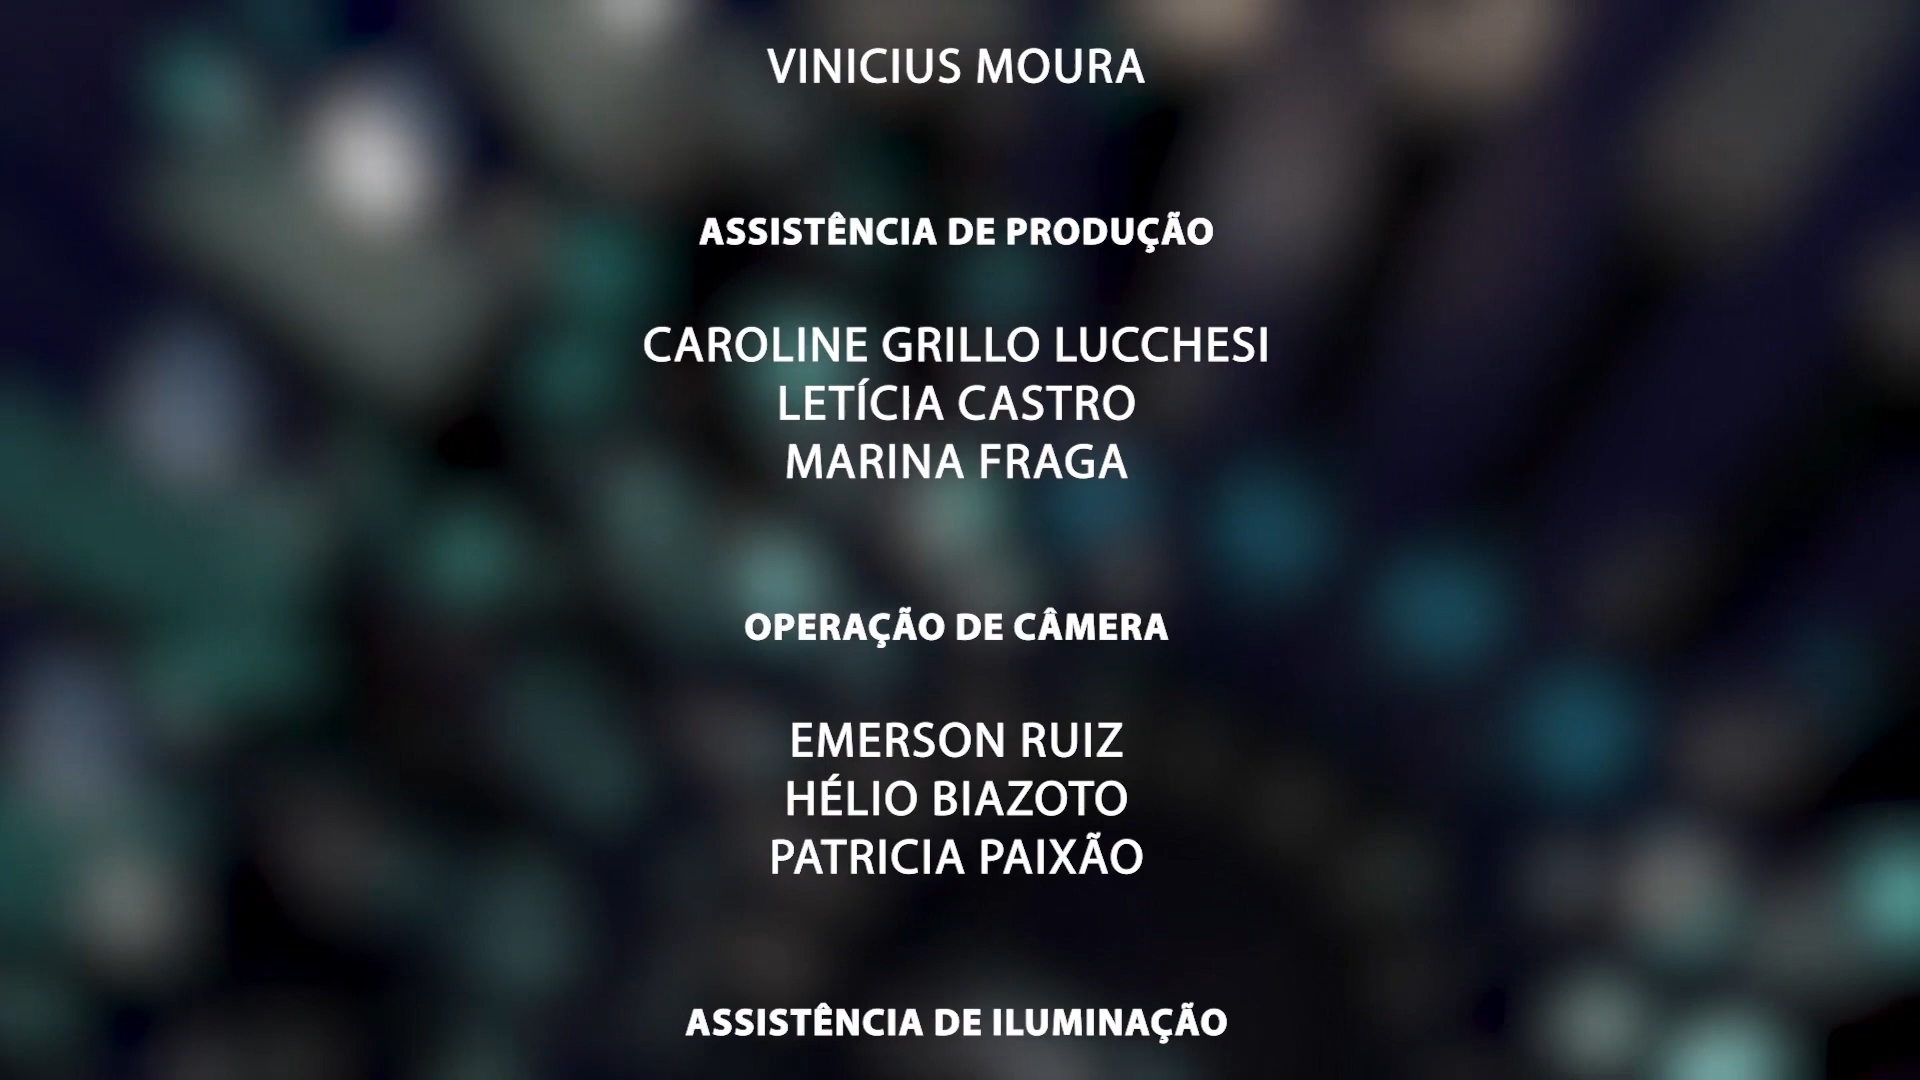 VINICIUS MOURA
ASSISTÊNCIA DE PRODUÇÃO
CAROLINE GRILLO LUCCHESI
LETÍCIA CASTRO
MARINA FRAGA
OPERAÇÃO DE CÂMERA
EMERSON RUIZ
HÉLIO BIAZOTO
PATRICIA PAIXÃO
ASSISTÊNCIA DE ILUMINAÇÃO